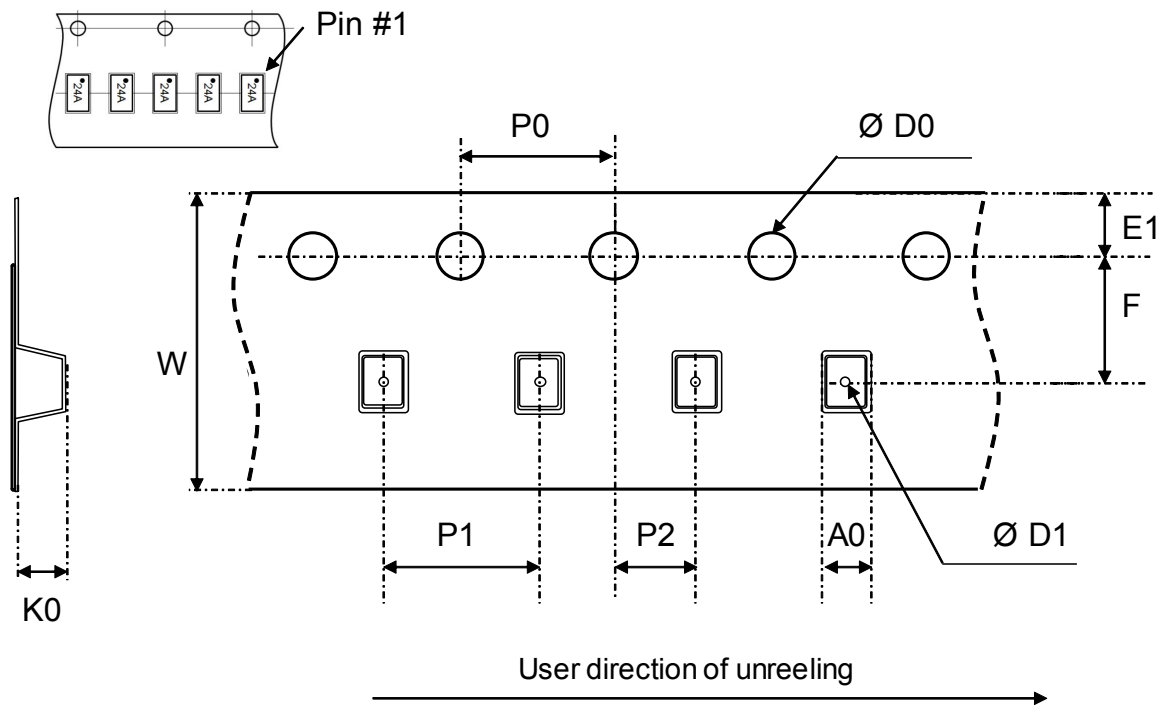 Pin #1
24A
24A
24A
24A
24A
P0
Ø D0
E1
F
W
P1
P2
A0
Ø D1
K0
User direction of unreeling